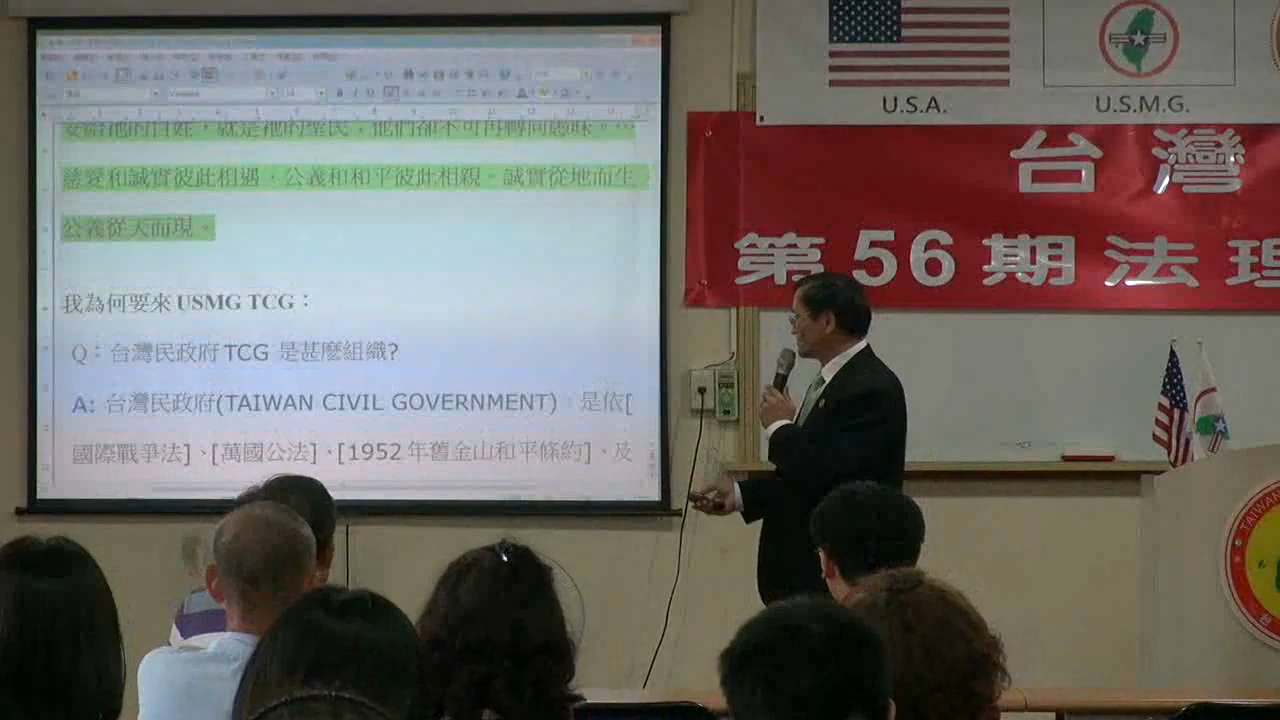 慈愛和誠實彼此相遇，公義和和平彼此相親。誠實從地而生
公義從天而現。
我為何要來 USMG TCG：
Q：台灣民政府 TCG 是甚麼組織?
A: 台灣民政府(TAIWAN CIVIL GOVERNMENT)，是依[
國際戰爭法]、[萬國公法]、[1952 年舊金山和平條約]、及
U.S.A.
U.S.M.G.
台灣
第56期法理
TAIWAN